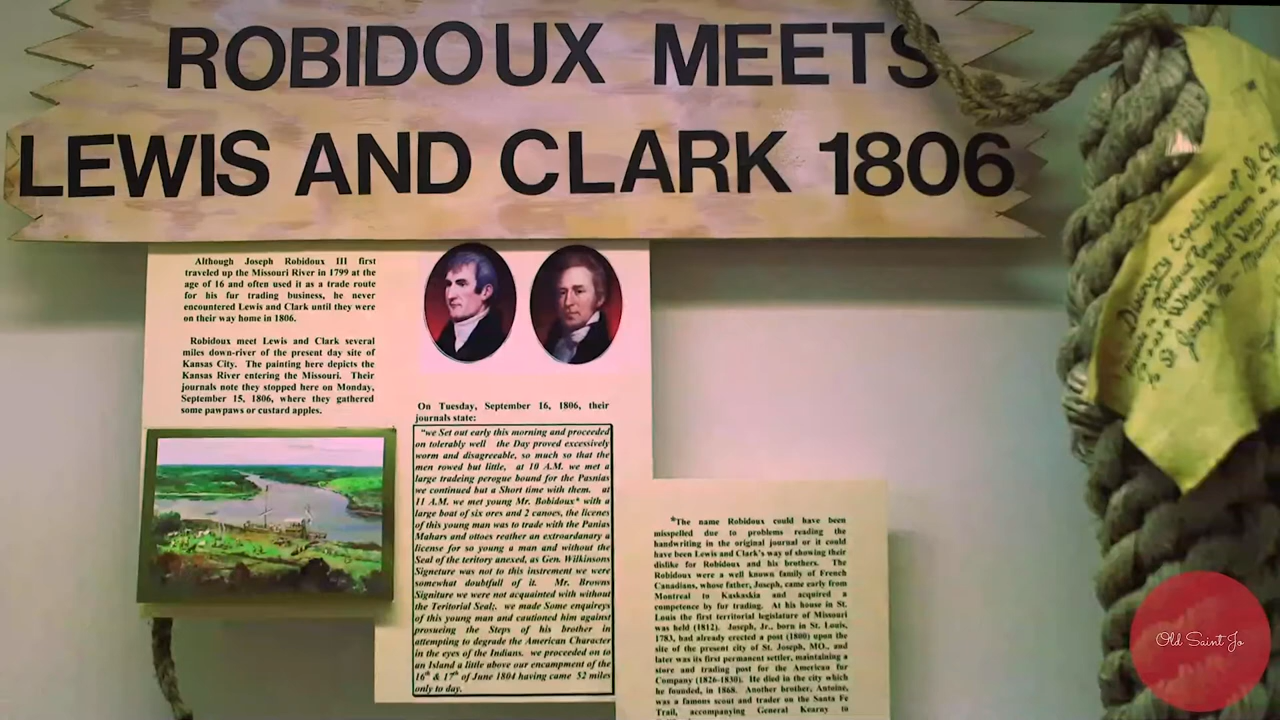 ROBIDOUX MEETS
LEWIS AND CLARK 1806
Although Joseph Robidoux III first
traveled up the Missouri River in 1799 at the
age of 16 and often used it as a trade route
for his fur trading business, he never
encountered Lewis and Clark until they were
on their way home in 1806.
Robidoux meet Lewis and Clark several
miles down-river of the present day site of
Kansas City. The painting here depicts the
Kansas River entering the Missouri. Their
journals note they stopped here on Monday,
September 15, 1806, where they gathered
some pawpaws or custard apples.
On Tuesday, September 16, 1806, their
journals state:
"we Set out early this morning and proceeded
on tolerably well the Day proved excessively
worm and disagreeable, so much so that the
men rowed but little, at 10 A.M. we met a
large tradeing perogue bound for the Pasnias
we continued but a Short time with them. at
11 A.M. we met young Mr. Bobidoux* with a
large boat of six ores and 2 canoes, the licenes
of this young man was to trade with the Panias
Mahars and ottoes reather an extroardanary a
license for so young a man and without the
Seal of the teritory anexed, as Gen. Wilkinsons
Signeture was not to this instrement we were
somewhat doubtfull of it. Mr. Browns
Signiture we were not acquainted with without
the Teritorial Seal;. we made Some enquireys
of this young man and cautioned him against
prosueing the Steps of his brother in
attempting to degrade the American Character
in the eyes of the Indians. we proceeded on to
an Island a little above our encampment of the
16th & 17th of June 1804 having came 52 miles
only to day.
*The name Robidoux could have been
misspelled due to problems reading the
handwriting in the original journal or it could
have been Lewis and Clark's way of showing their
dislike for Robidoux and his brothers. The
Robidoux were a well known family of French
Canadians, whose father, Joseph, came early from
Montreal to Kaskaskia and acquired a
competence by fur trading. At his house in St.
Louis the first territorial legislature of Missouri
was held (1812). Joseph, Jr., born in St. Louis,
1783, had already erected a post (1800) upon the
site of the present city of St. Joseph, MO., and
later was its first permanent settler, maintaining a
store and trading post for the American fur
Company (1826-1830). He died in the city which
he founded, in 1868. Another brother, Antoine,
was a famous scout and trader on the Santa Fe
Trail, accompanying General Kearny to
Discovery Expedition of St. Ch
St. Joseph
Old Saint Jo